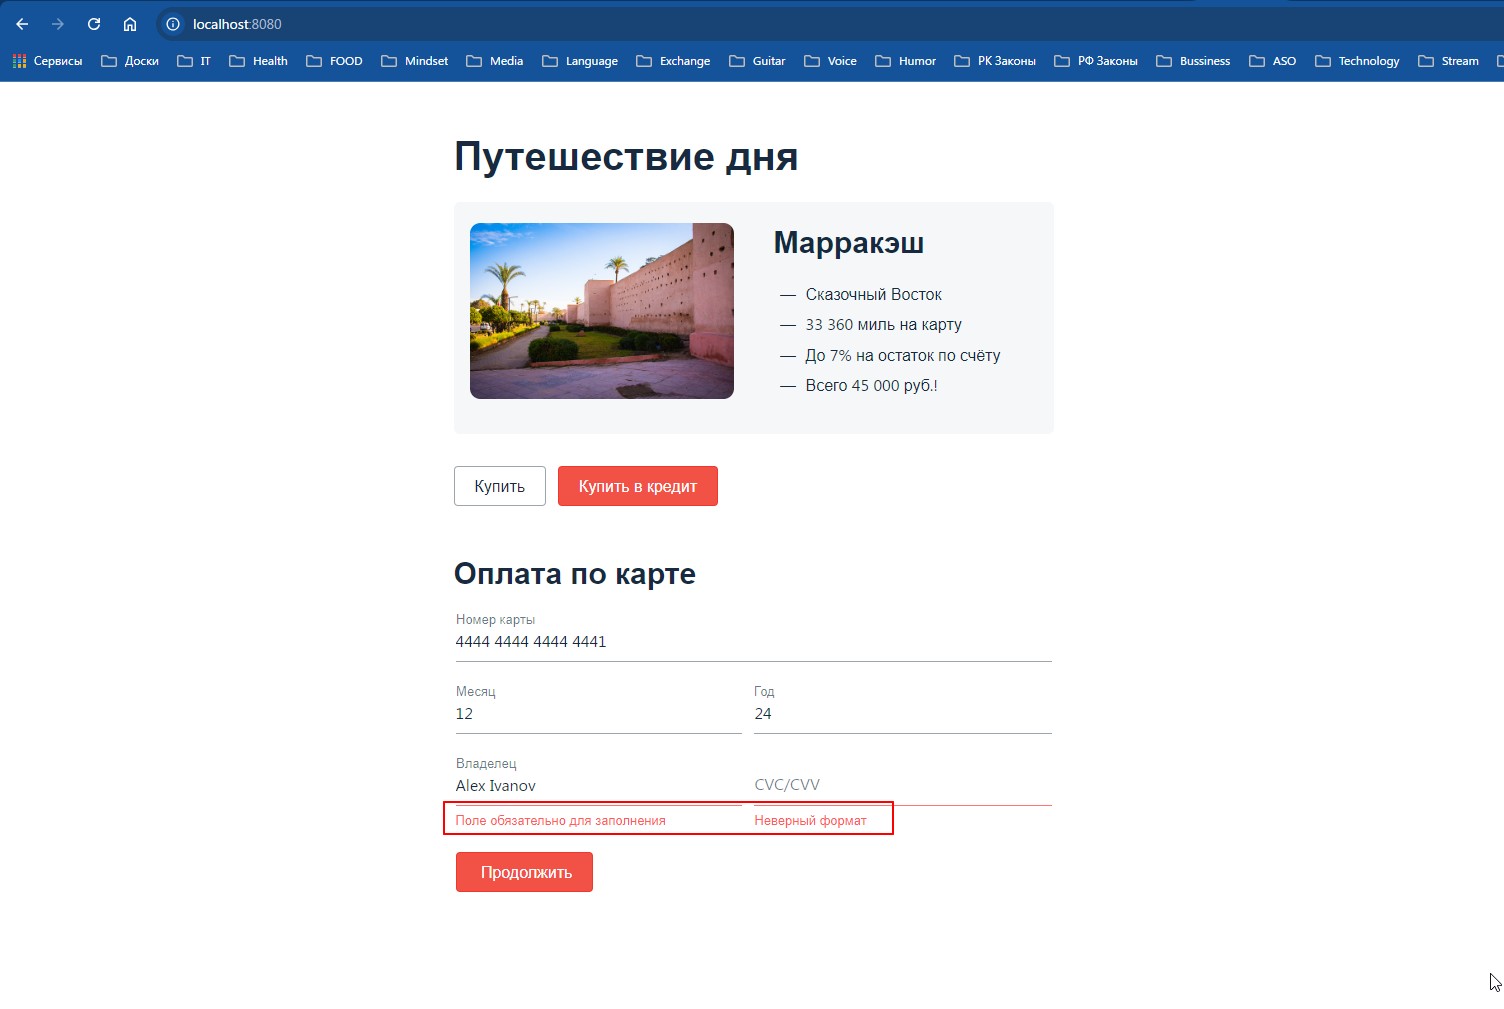 localhost:8080
Сервисы Доски IT Health FOOD Mindset Media Language Exchange Guitar Voice Humor РК Законы РФ Законы Bussiness ASO Technology Stream
Путешествие дня
Марракэш
— Сказочный Восток
— 33 360 миль на карту
— До 7% на остаток по счёту
— Всего 45 000 руб.!
Купить Купить в кредит
Оплата по карте
Номер карты
4444 4444 4444 4441
Месяц Год
12 24
Владелец
Alex Ivanov CVC/CVV
Поле обязательно для заполнения Неверный формат
Продолжить